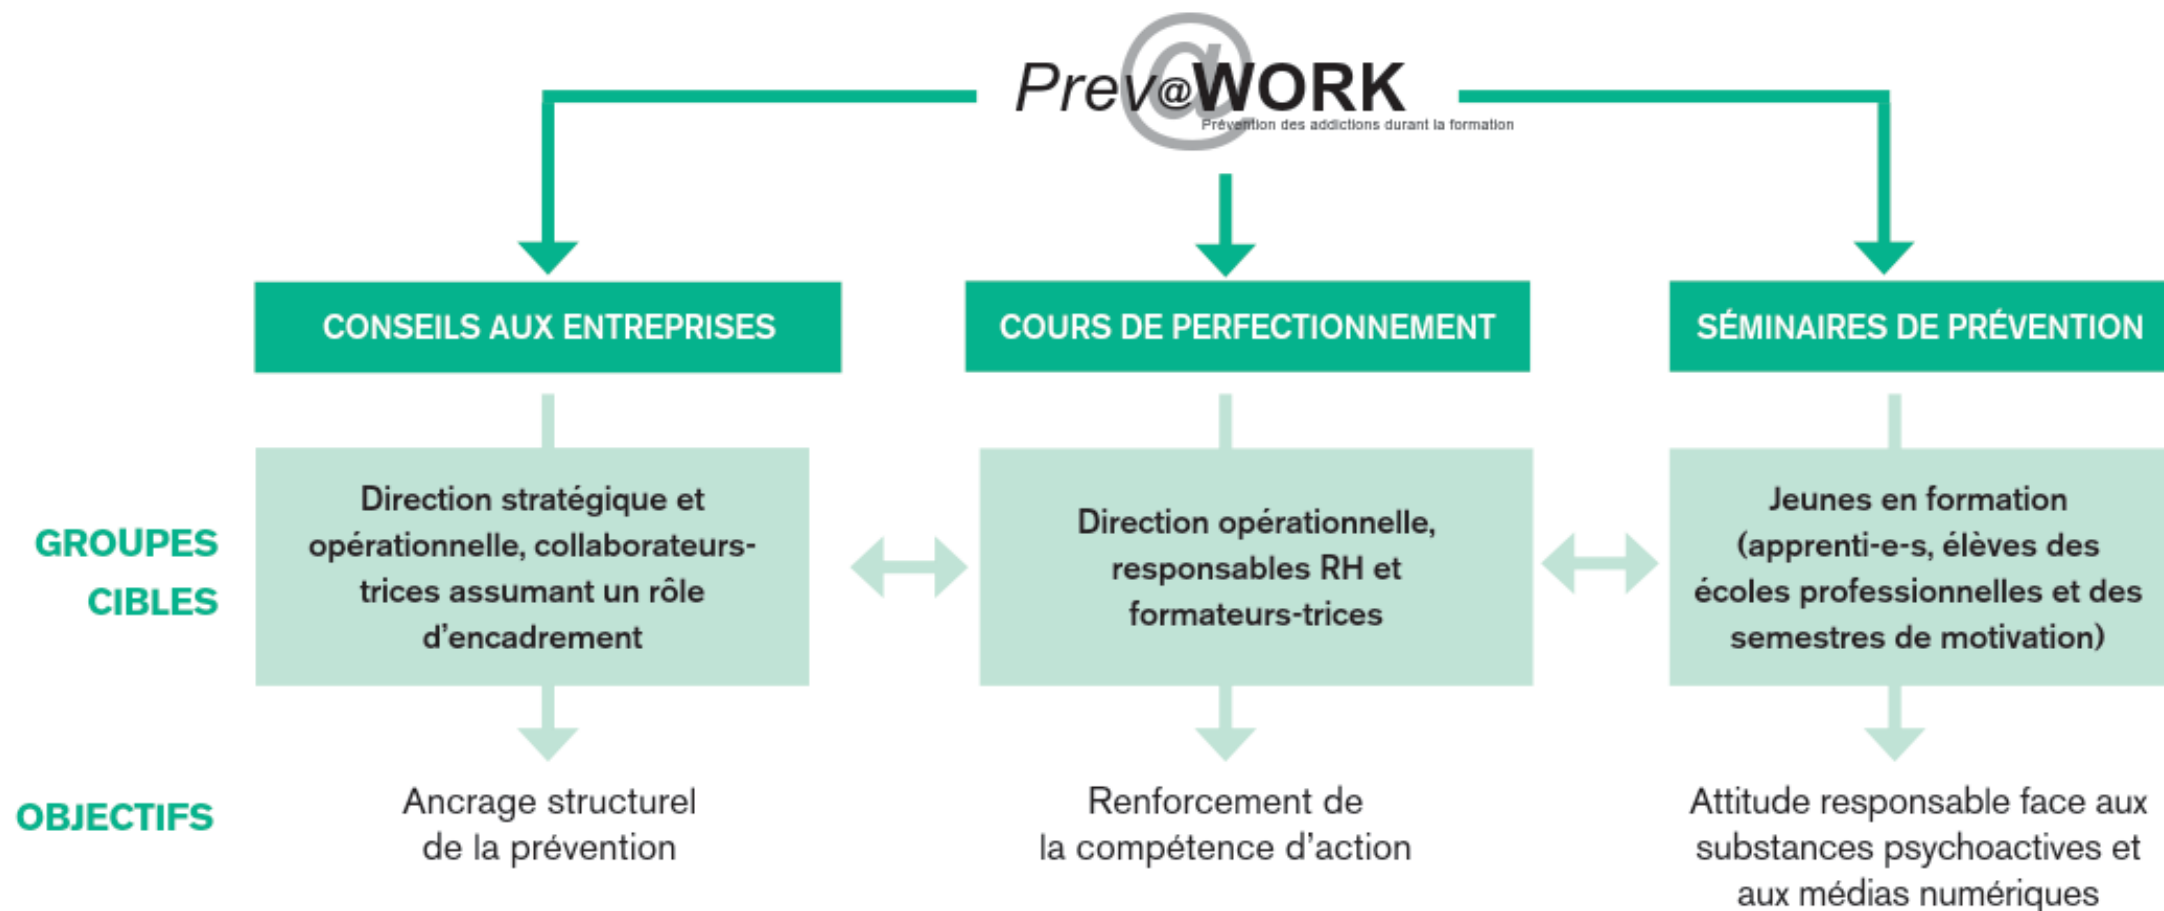 Prev@WORK
Prévention des addictions durant la formation
CONSEILS AUX ENTREPRISES
COURS DE PERFECTIONNEMENT
SÉMINAIRES DE PRÉVENTION
GROUPES
CIBLES
Direction stratégique et
opérationnelle, collaborateurs-
trices assumant un rôle
d’encadrement
Direction opérationnelle,
responsables RH et
formateurs-trices
Jeunes en formation
(apprenti-e-s, élèves des
écoles professionnelles et des
semestres de motivation)
OBJECTIFS
Ancrage structurel
de la prévention
Renforcement de
la compétence d’action
Attitude responsable face aux
substances psychoactives et
aux médias numériques